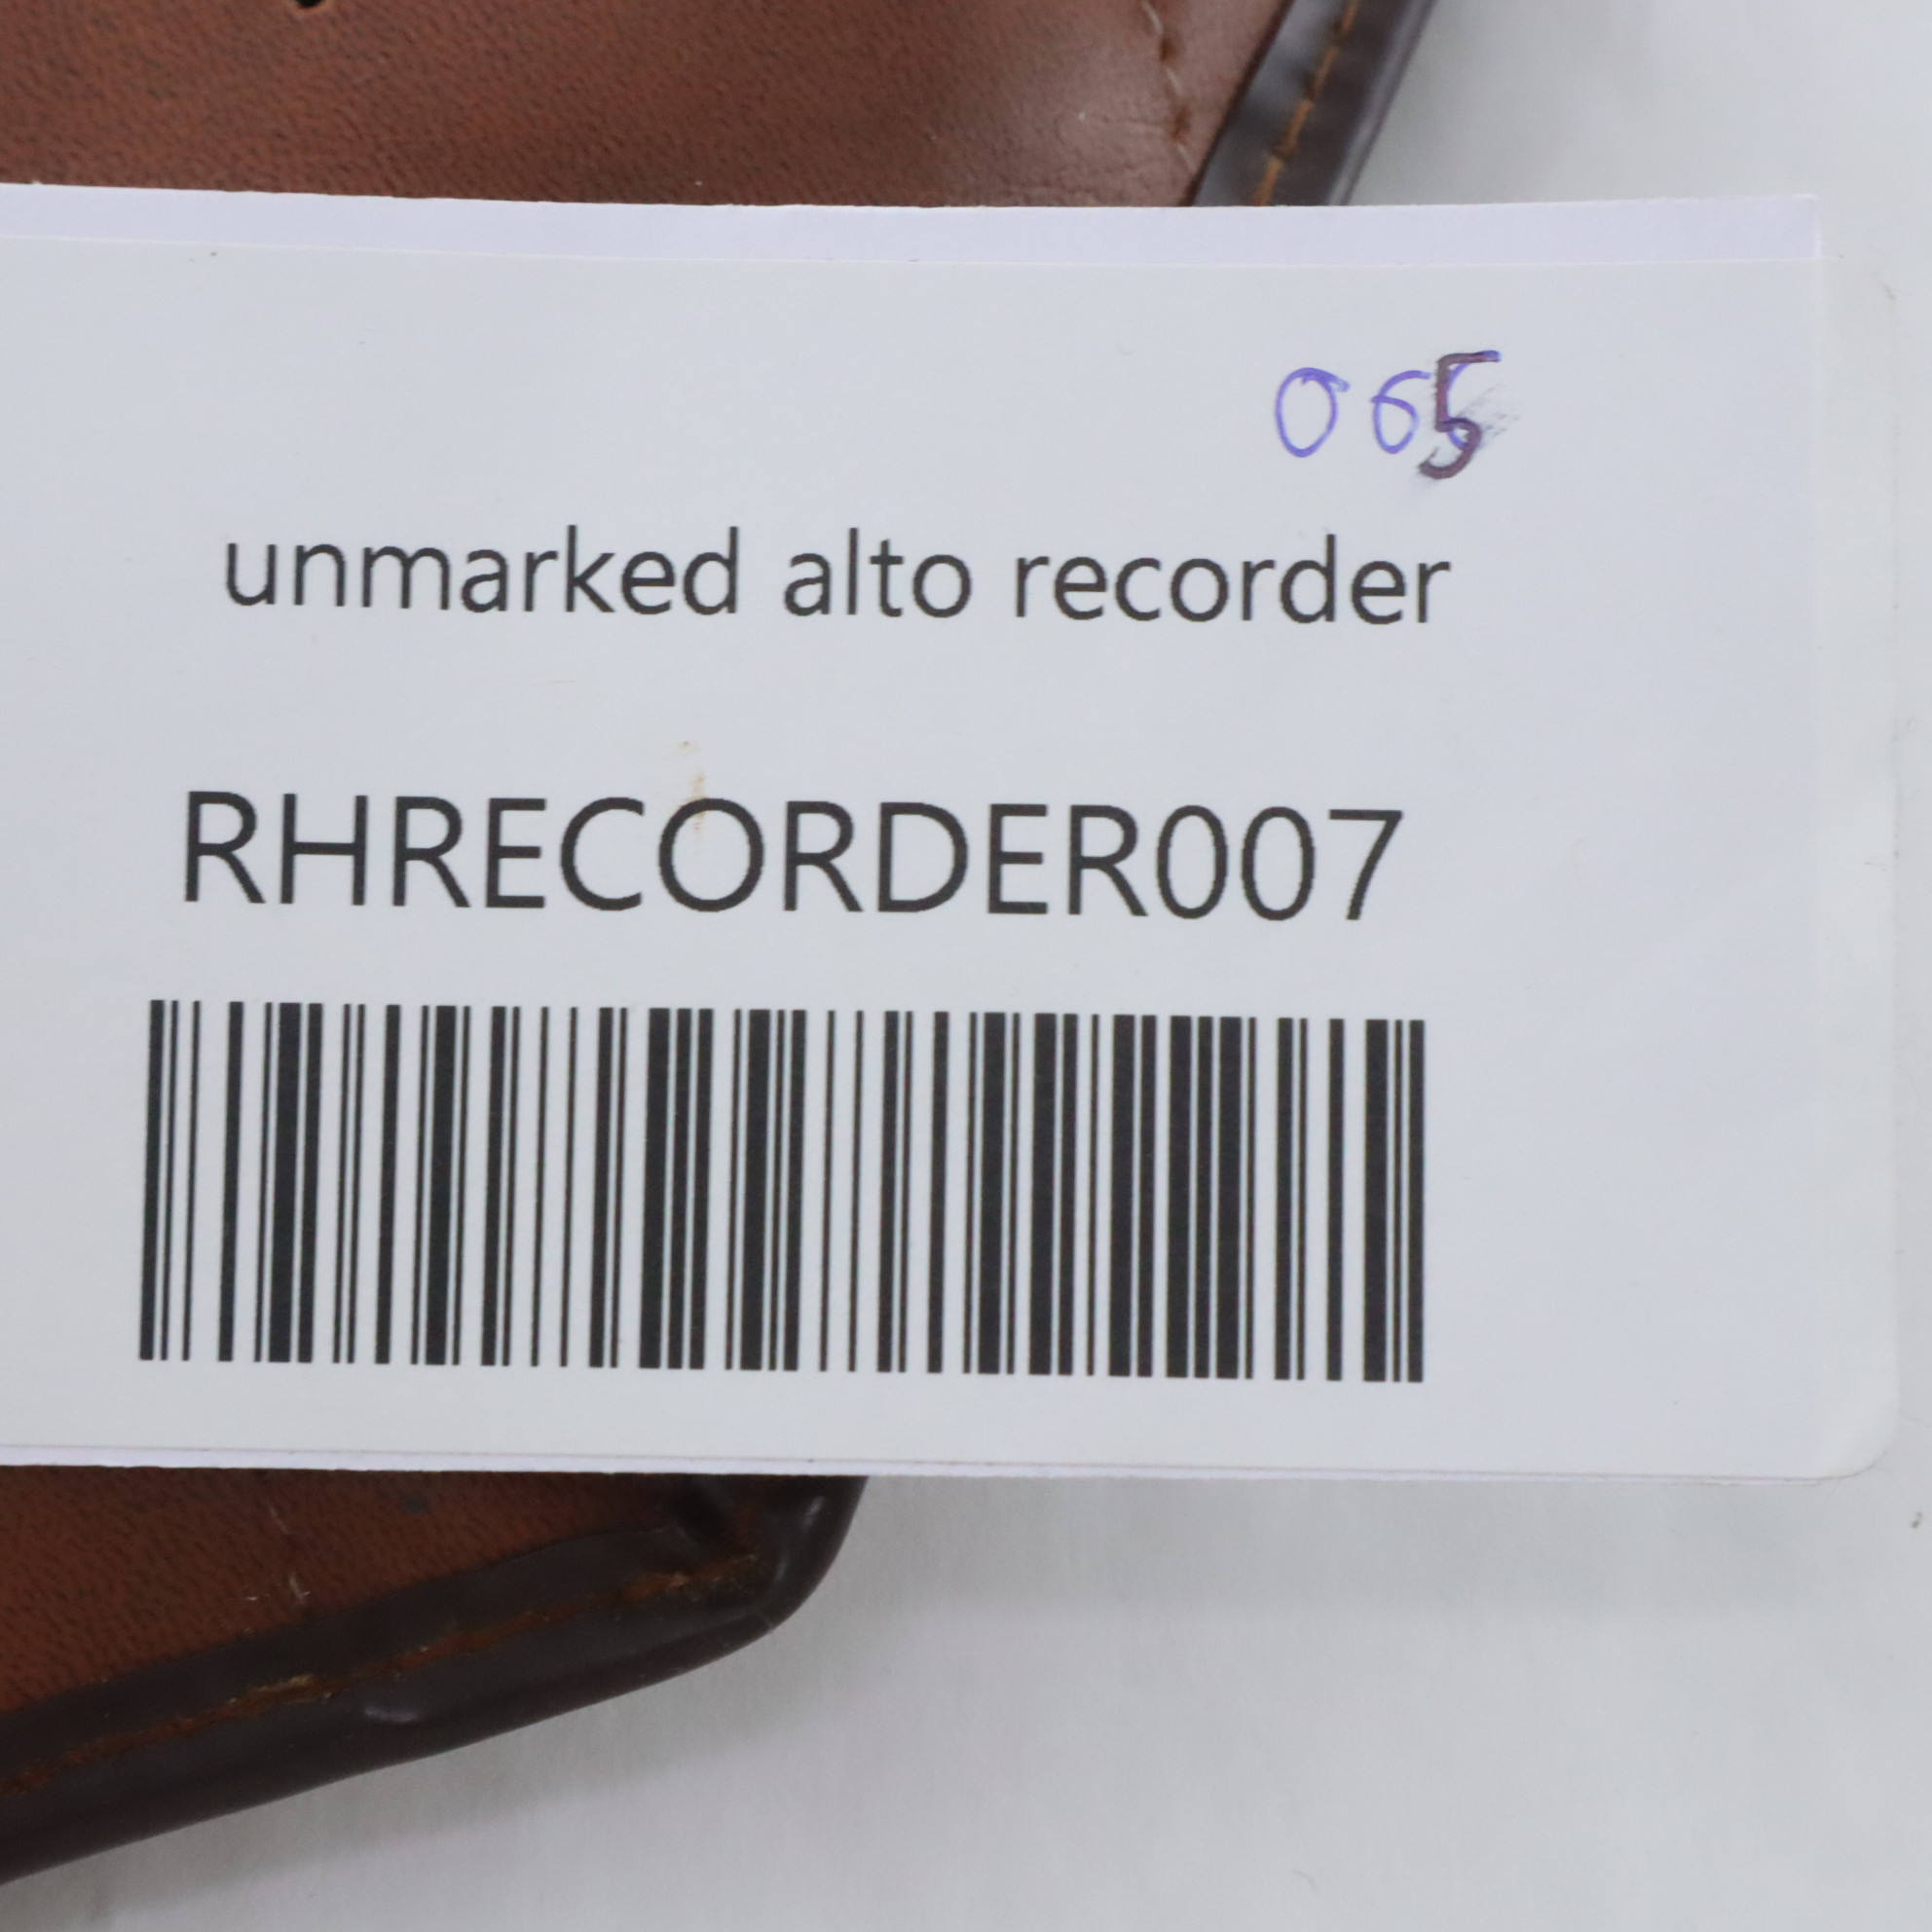 065
unmarked alto recorder
RHRECORDER007